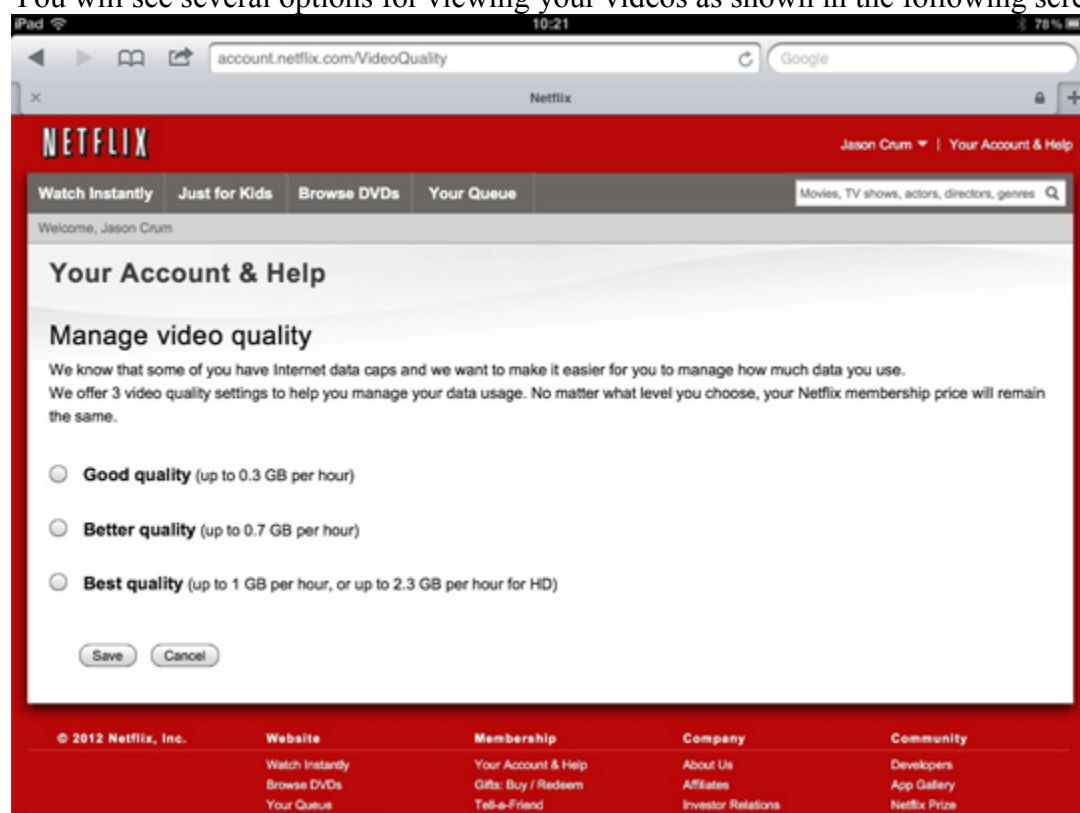 You will see several options for viewing your videos as shown in the following scre
iPad 10:21 78%
account.netflix.com/VideoQuality Google
Netflix
NETFLIX
Jason Crum | Your Account & Help
Watch Instantly Just for Kids Browse DVDs Your Queue Movies, TV shows, actors, directors, genres
Welcome, Jason Crum
Your Account & Help
Manage video quality
We know that some of you have Internet data caps and we want to make it easier for you to manage how much data you use.
We offer 3 video quality settings to help you manage your data usage. No matter what level you choose, your Netflix membership price will remain
the same.
Good quality (up to 0.3 GB per hour)
Better quality (up to 0.7 GB per hour)
Best quality (up to 1 GB per hour, or up to 2.3 GB per hour for HD)
Save Cancel
© 2012 Netflix, Inc. Website Membership Company Community
Watch Instantly Your Account & Help About Us Developers
Browse DVDs Gifts: Buy / Redeem Affiliates App Gallery
Your Queue Tell-a-Friend Investor Relations Netflix Prize